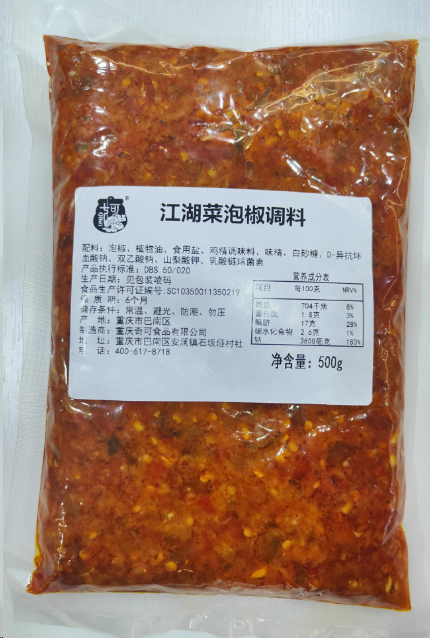 江湖菜泡椒调料
配料：泡椒、植物油、食用盐、鸡精调味料、味精、白砂糖、D-异抗坏
血酸钠、双乙酸钠、山梨酸钾、乳酸链球菌素
产品执行标准：DBS 50/020
生产日期：见包装喷码
食品生产许可证编号：SC10350011350219
保 质 期：6个月
储存条件：常温、避光、防潮、勿压
产 地：重庆市巴南区
制造商：重庆奇可食品有限公司
地 址：重庆市巴南区安澜镇石坂垭村社
电 话：400-617-8718
营养成分表
项目 每100克 NRV%
能量 704千焦 8%
蛋白质 1.8克 3%
脂肪 17克 28%
碳水化合物 2.6克 1%
钠 3608毫克 180%
净含量：500g